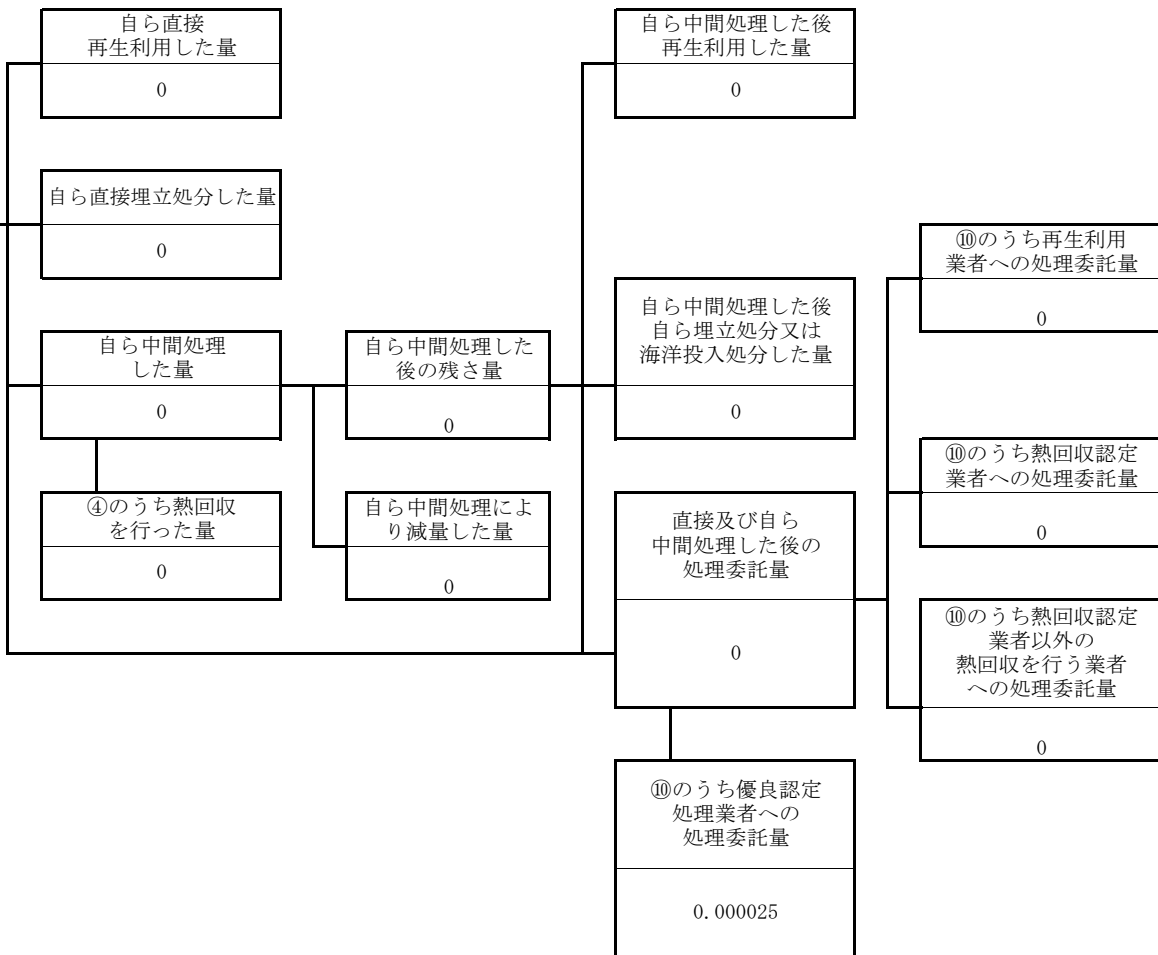 自ら直接
再生利用した量
0
自ら中間処理した後
再生利用した量
0
自ら直接埋立処分した量
0
⑩のうち再生利用
業者への処理委託量
0
自ら中間処理した後
自ら埋立処分又は
海洋投入処分した量
0
自ら中間処理
した量
0
自ら中間処理した
後の残さ量
0
⑩のうち熱回収認定
業者への処理委託量
0
④のうち熱回収
を行った量
0
自ら中間処理によ
り減量した量
0
直接及び自ら
中間処理した後の
処理委託量
0
⑩のうち熱回収認定
業者以外の
熱回収を行う業者
への処理委託量
0
⑩のうち優良認定
処理業者への
処理委託量
0.000025